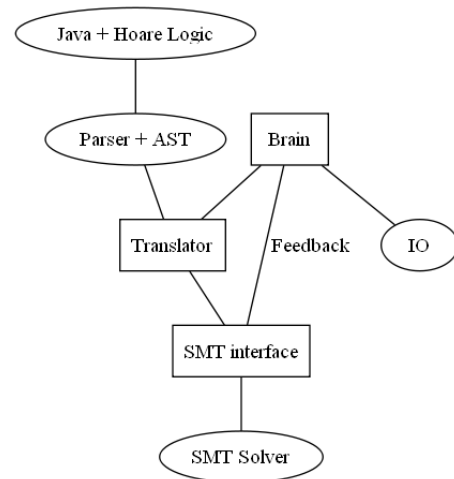 Java + Hoare Logic
Parser + AST
Brain
Translator
Feedback
IO
SMT interface
SMT Solver